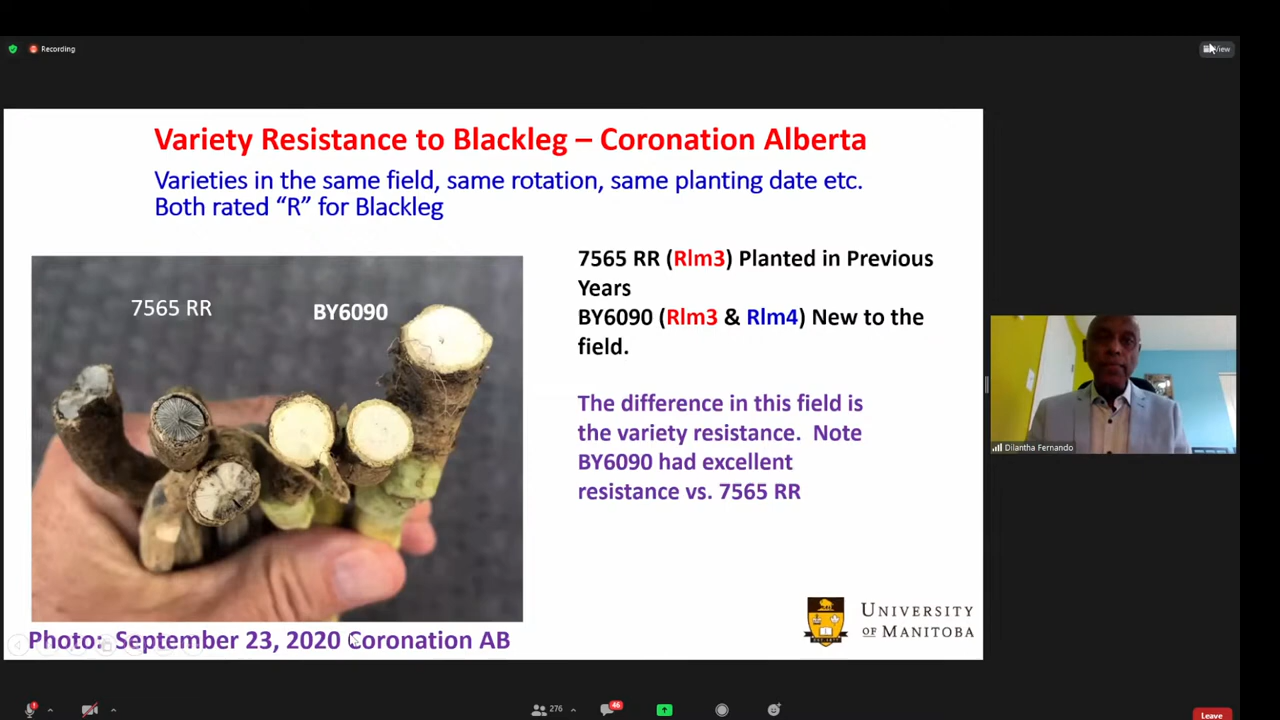 Recording
View
Variety Resistance to Blackleg – Coronation Alberta
Varieties in the same field, same rotation, same planting date etc.
Both rated “R” for Blackleg
7565 RR
BY6090
7565 RR (Rlm3) Planted in Previous
Years
BY6090 (Rlm3 & Rlm4) New to the
field.
The difference in this field is
the variety resistance. Note
BY6090 had excellent
resistance vs. 7565 RR
Dilantha Fernando
UNIVERSITY
OF MANITOBA
Photo: September 23, 2020 Coronation AB
276
46
Leave